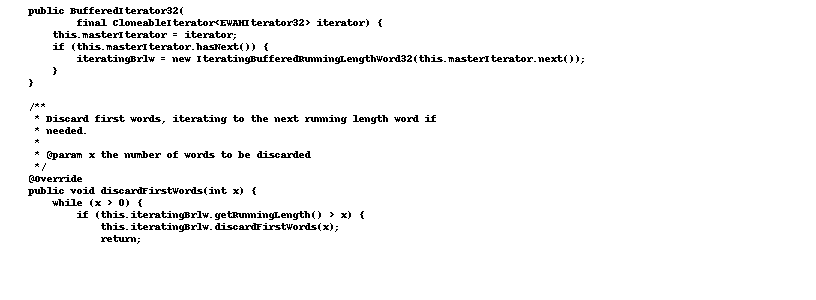 public BufferedIterator32(
        final CloneableIterator<EWAHIterator32> iterator) {
    this.masterIterator = iterator;
    if (this.masterIterator.hasNext()) {
        iteratingBrlw = new IteratingBufferedRunningLengthWord32(this.masterIterator.next());
    }
}

/**
 * Discard first words, iterating to the next running length word if
 * needed.
 *
 * @param x the number of words to be discarded
 */
@Override
public void discardFirstWords(int x) {
    while (x > 0) {
        if (this.iteratingBrlw.getRunningLength() > x) {
            this.iteratingBrlw.discardFirstWords(x);
            return;